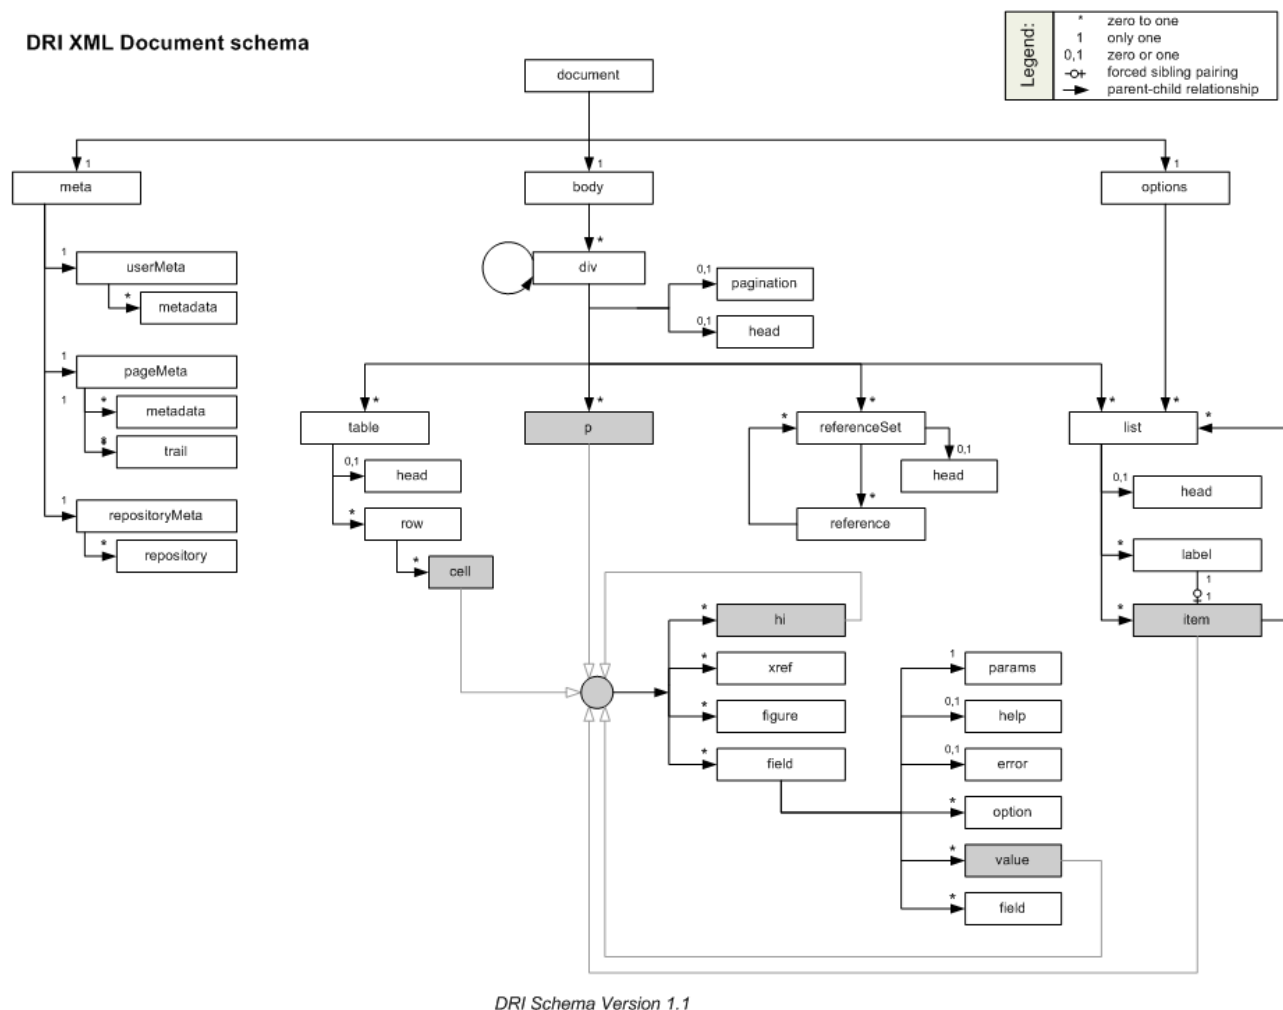 DRI XML Document schema
Legend:
* zero to one
1 only one
0,1 zero or one
forced sibling pairing
parent-child relationship
document
1 1 1
meta body options
1 *
userMeta div
* 0,1
metadata pagination
0,1
head
1
pageMeta
1 * * * * * * *
metadata table p referenceSet list
*
trail
0,1 0,1 0,1
head head head
1 * *
repositoryMeta row reference
* * *
repository cell label
1
1
* *
hi item
* 1
xref params
* 0,1
figure help
* 0,1
field error
*
option
*
value
*
field
DRI Schema Version 1.1